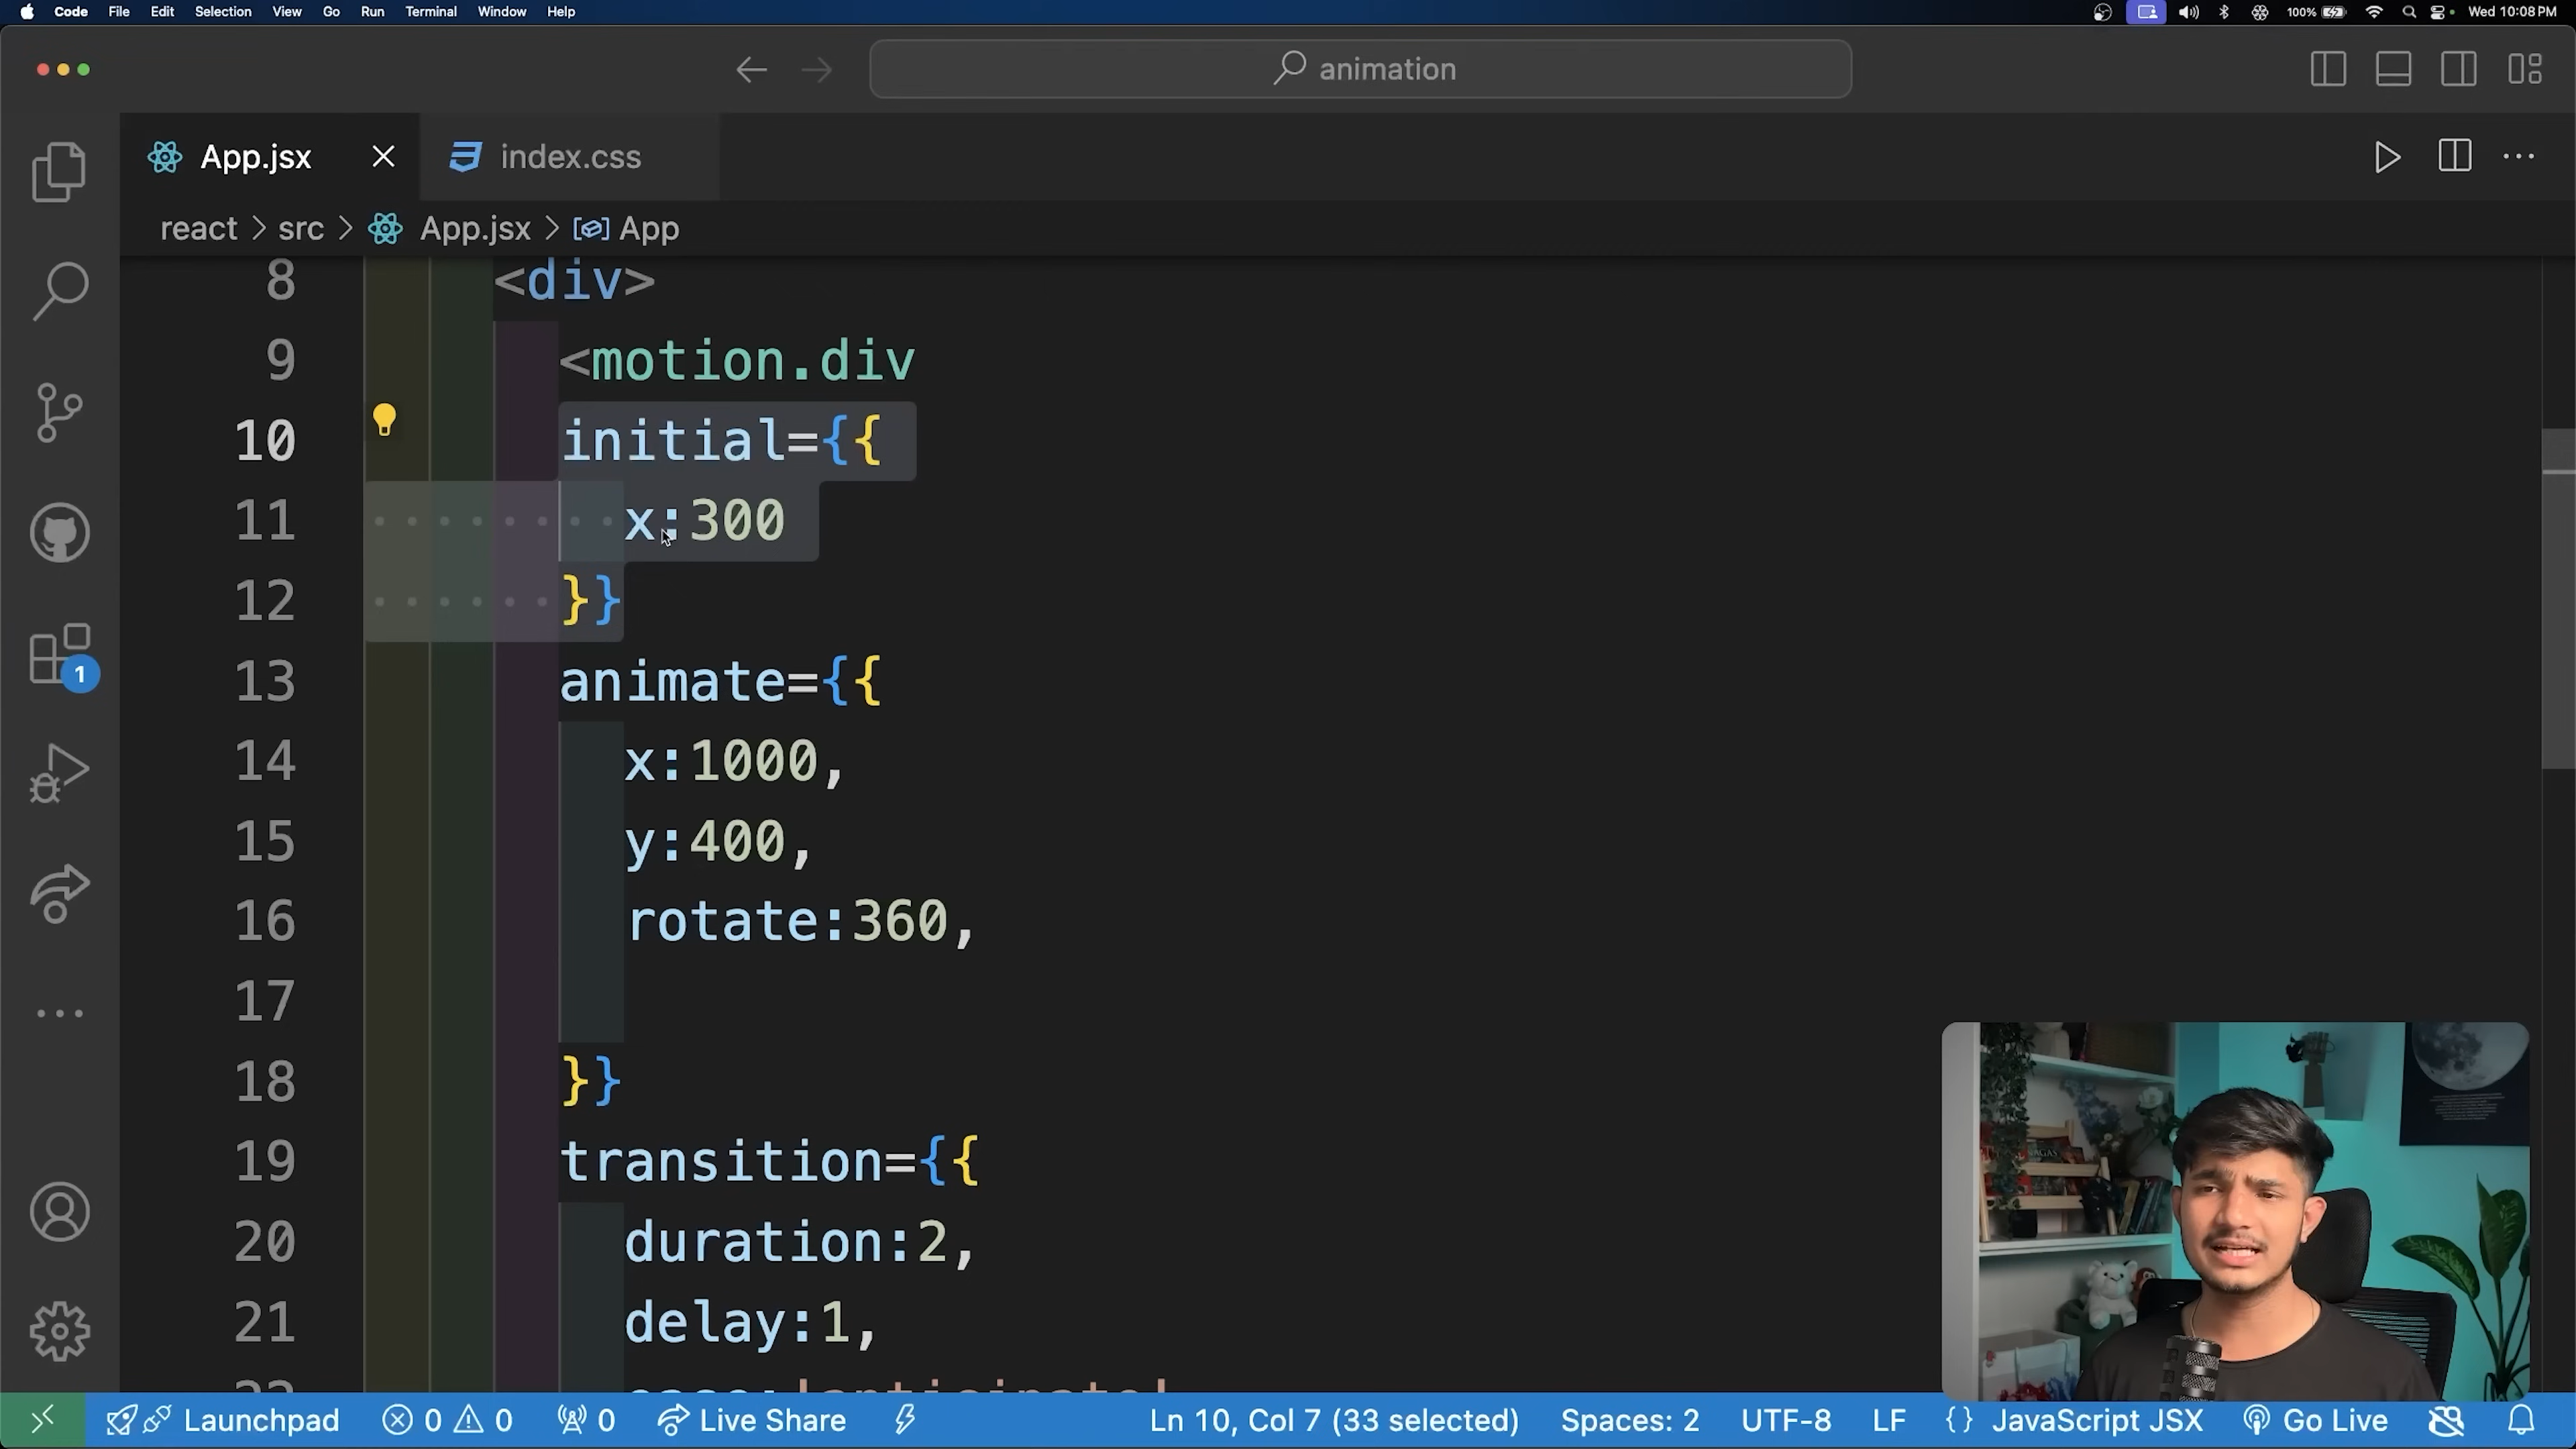 Code File Edit Selection View Go Run Terminal Window Help 100% Wed 10:08 PM
animation
App.jsx index.css
react > src > App.jsx > App
8 <div>
9 <motion.div
10 initial={{
11 x:300
12 }}
13 animate={{
14 x:1000,
15 y:400,
16 rotate:360,
17
18 }}
19 transition={{
20 duration:2,
21 delay:1,
1
Launchpad 0 0 0 Live Share Ln 10, Col 7 (33 selected) Spaces: 2 UTF-8 LF {} JavaScript JSX Go Live